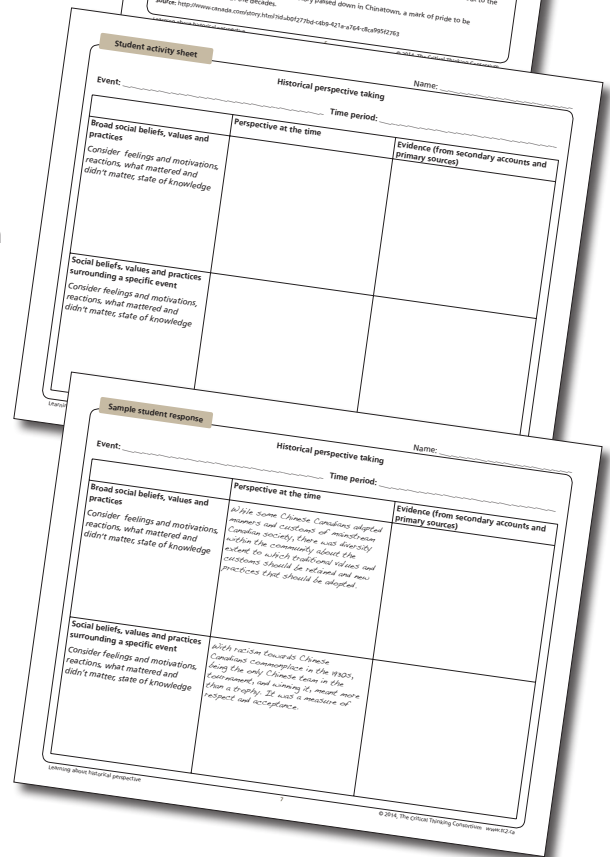 passed down in Chinatown, a mark of pride to be
the decades.
Source: http://www.canada.com/story.html?id=b0f277bd-c4b9-421a-a764-c8ca985f2763
Learning about historical perspective
© 2014, The Critical Thinking Consortium
Student activity sheet
Historical perspective taking
Name:
Event:
Time period:
Broad social beliefs, values and
practices
Consider feelings and motivations,
reactions, what mattered and
didn't matter, state of knowledge
Perspective at the time
Evidence (from secondary accounts and
primary sources)
Social beliefs, values and practices
surrounding a specific event
Consider feelings and motivations,
reactions, what mattered and
didn't matter, state of knowledge
Sample student response
Historical perspective taking
Name:
Event:
Time period:
Broad social beliefs, values and
practices
Consider feelings and motivations,
reactions, what mattered and
didn't matter, state of knowledge
Perspective at the time
While some Chinese Canadians adopted
manners and customs of mainstream
Canadian society, there was diversity
within the community about the
extent to which traditional values and
customs should be retained and new
practices that should be adopted.
Evidence (from secondary accounts and
primary sources)
Social beliefs, values and practices
surrounding a specific event
Consider feelings and motivations,
reactions, what mattered and
didn't matter, state of knowledge
With racism towards Chinese
Canadians commonplace in the 1930s,
being the only Chinese team in the
tournament, and winning it, meant more
than a trophy. It was a measure of
respect and acceptance.
Learning about historical perspective
7
© 2014, The Critical Thinking Consortium www.tc2.ca